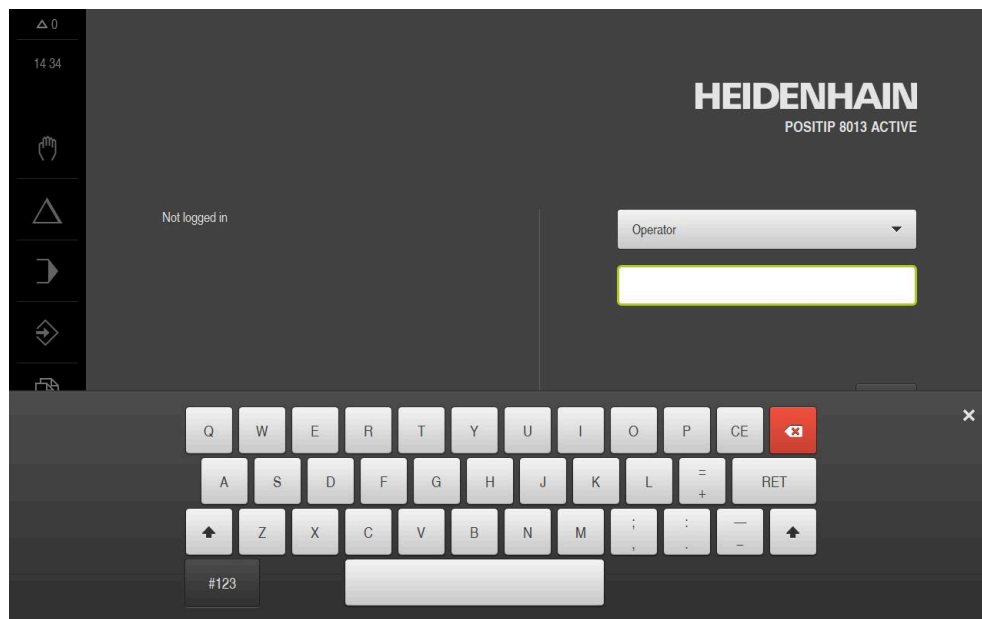 0
14 34
HEIDENHAIN
POSITIP 8013 ACTIVE
Not logged in
Operator
Q W E R T Y U I O P CE
A S D F G H J K L = + RET
Z X C V B N M ; , : . — –
#123